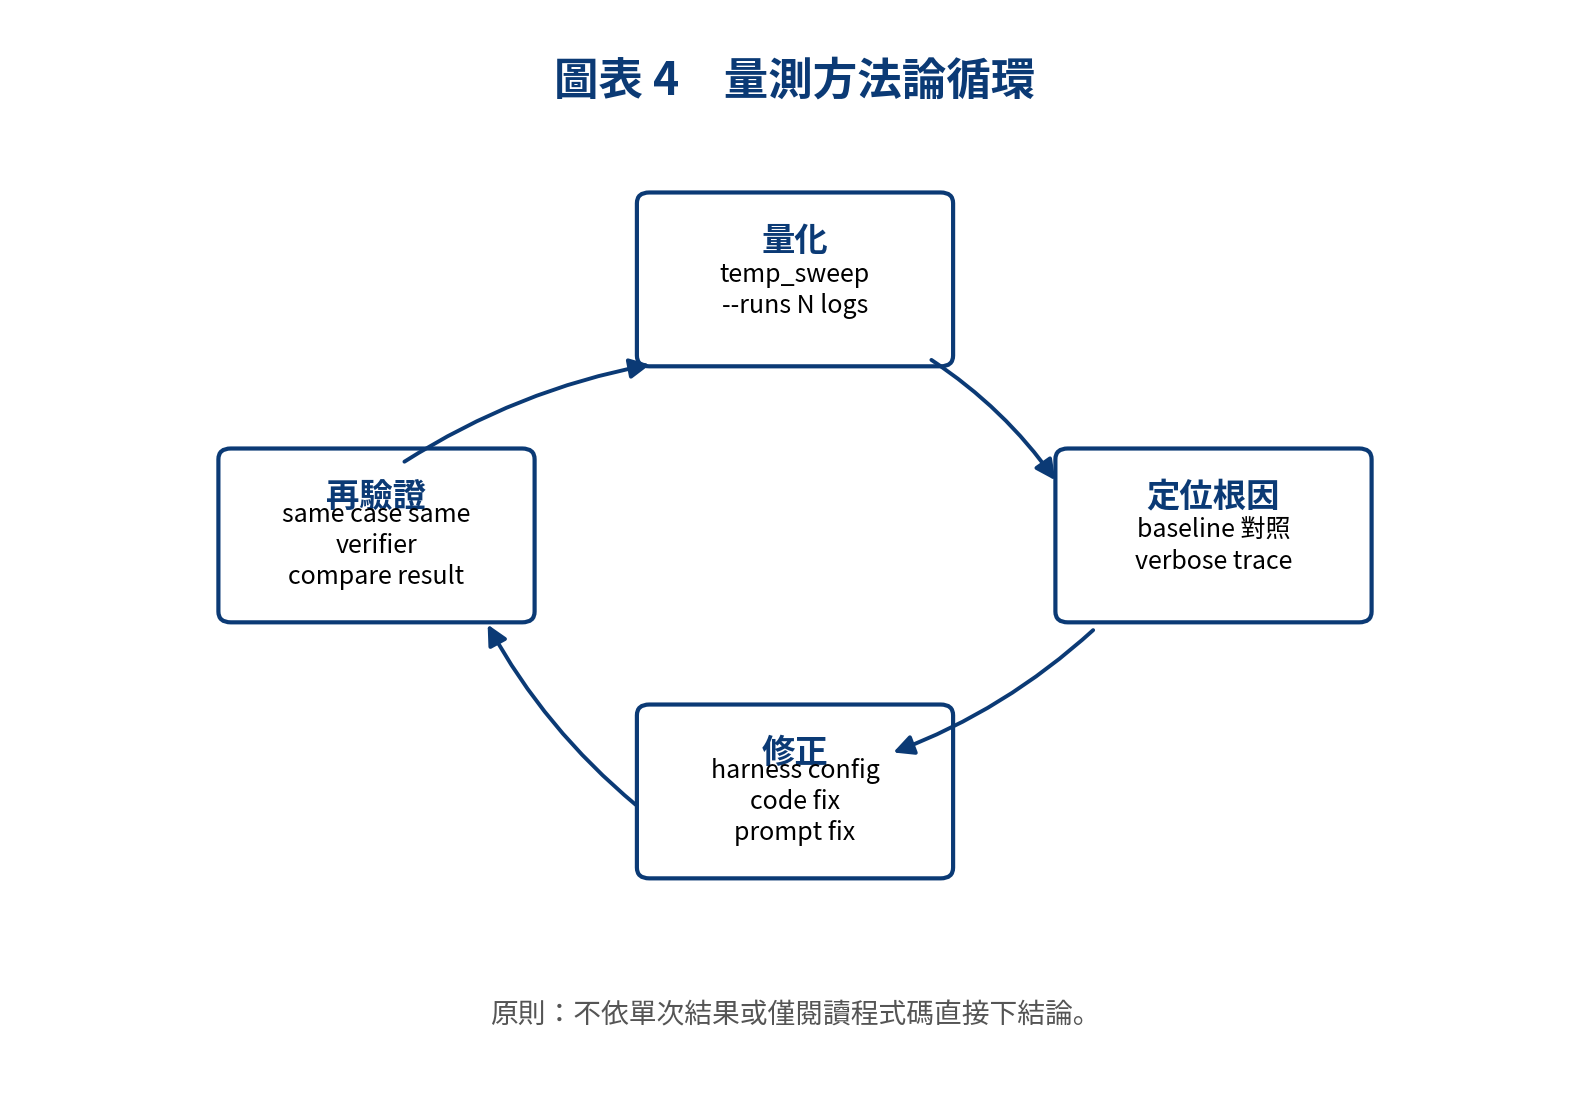 圖表 4　量測方法論循環
量化
temp_sweep
--runs N logs
定位根因
baseline 對照
verbose trace
修正
harness config
code fix
prompt fix
再驗證
same case same
verifier
compare result
原則：不依單次結果或僅閱讀程式碼直接下結論。